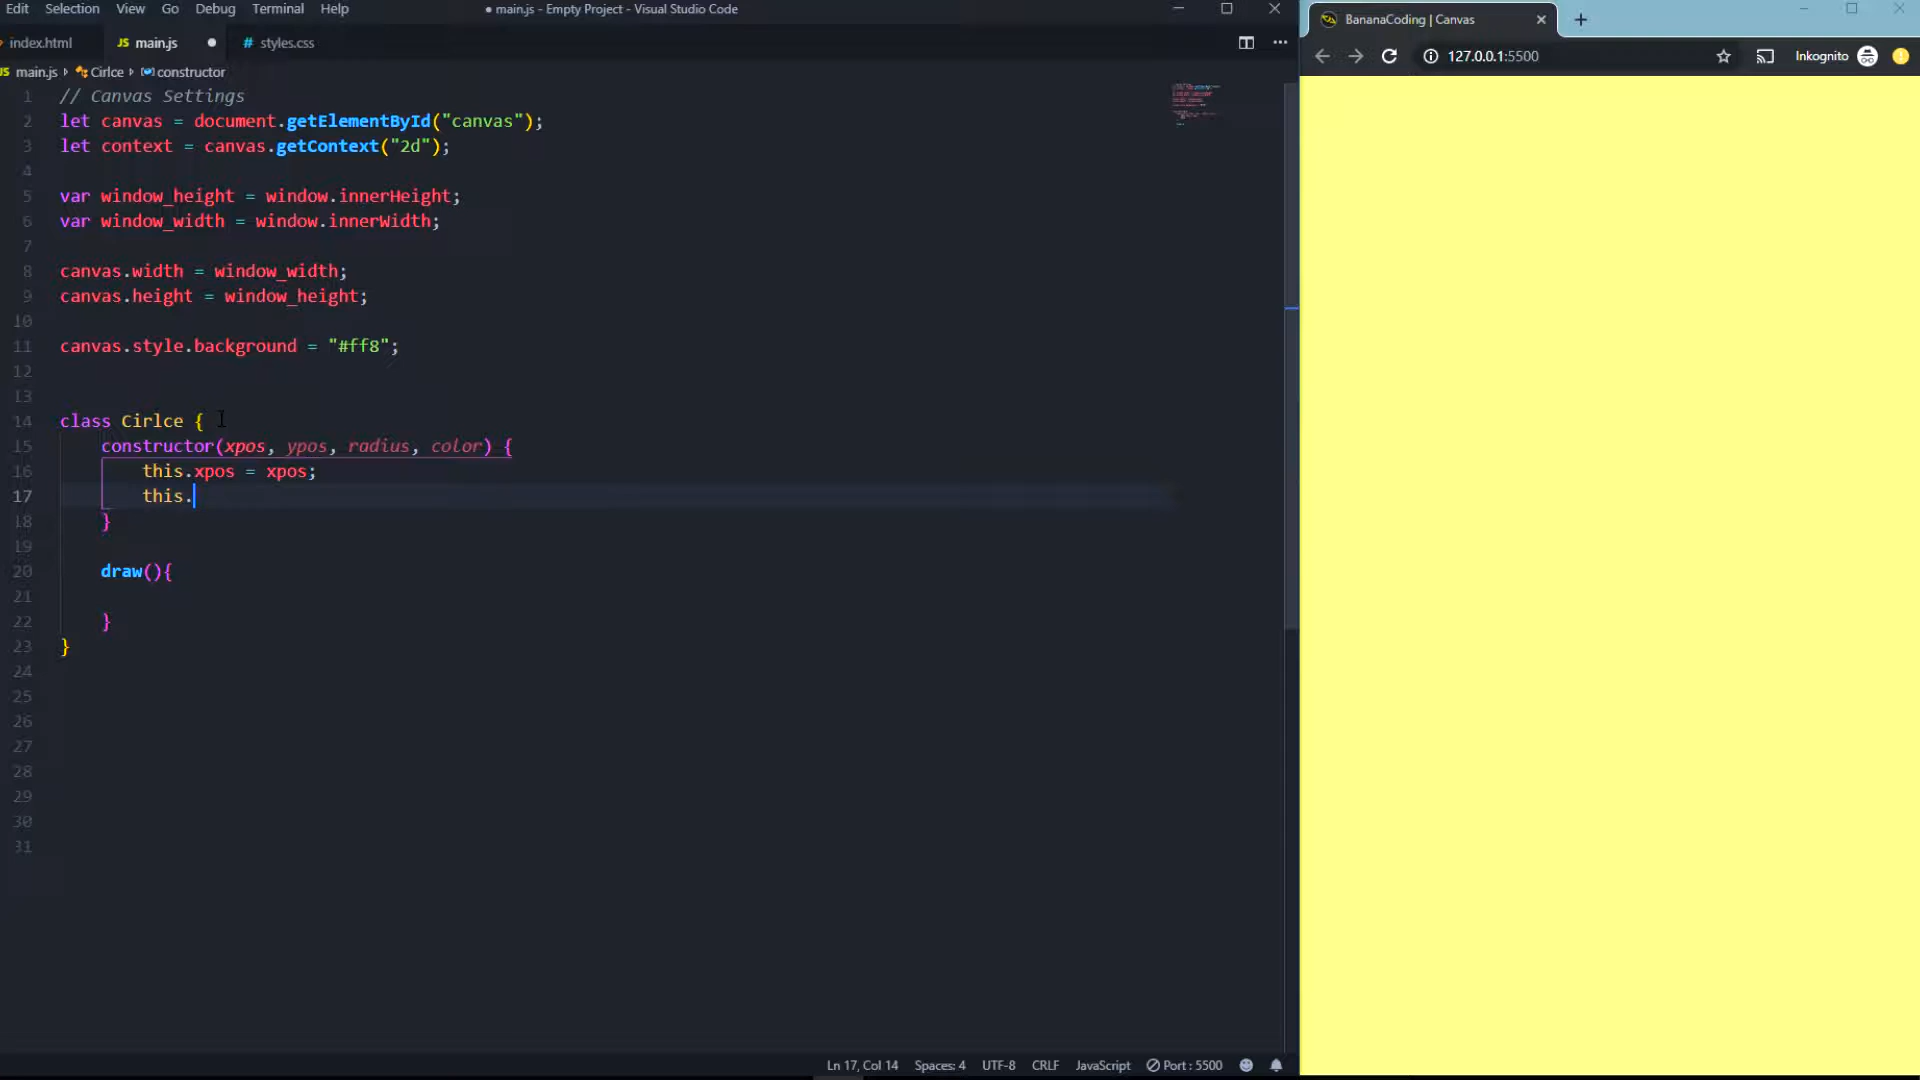 Edit Selection View Go Debug Terminal Help ● main.js - Empty Project - Visual Studio Code
index.html JS main.js ● # styles.css
JS main.js › Cirlce › constructor
1 // Canvas Settings
2 let canvas = document.getElementById("canvas");
3 let context = canvas.getContext("2d");
4
5 var window_height = window.innerHeight;
6 var window_width = window.innerWidth;
7
8 canvas.width = window_width;
9 canvas.height = window_height;
10
11 canvas.style.background = "#ff8";
12
13
14 class Cirlce {
15 constructor(xpos, ypos, radius, color) {
16 this.xpos = xpos;
17 this.
18 }
19
20 draw(){
21
22 }
23 }
24
25
26
27
28
29
30
31
Ln 17, Col 14 Spaces: 4 UTF-8 CRLF JavaScript Port : 5500
BananaCoding | Canvas
127.0.0.1:5500 Inkognito